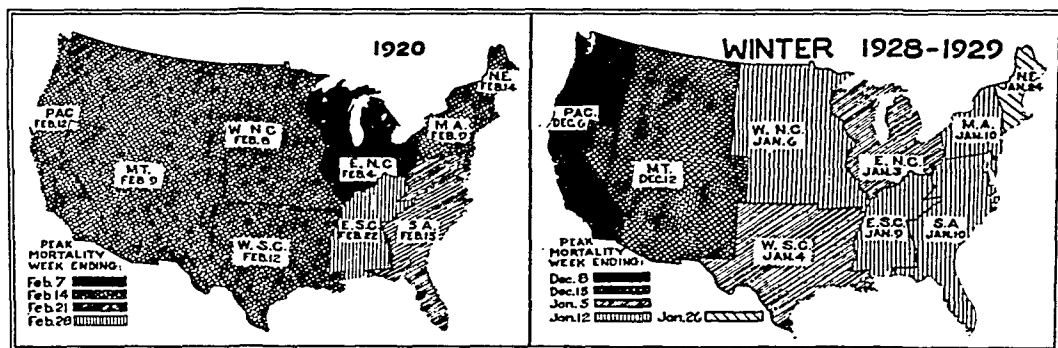 1920
N.E.
FEB.14
PAC.
FEB.12
W.N.C.
FEB.8
M.A.
FEB.9
E.N.C.
FEB.4
MT.
FEB.9
E.S.C.
FEB.22
S.A.
FEB.15
W.S.C.
FEB.12
PEAK
MORTALITY
WEEK ENDING:
Feb.7
Feb.14
Feb.21
Feb.28
WINTER 1928-1929
N.E.
JAN.24
PAC.
DEC.6
M.A.
JAN.10
W.N.C.
JAN.6
E.N.C.
JAN.3
MT.
DEC.12
E.S.C.
JAN.9
S.A.
JAN.10
W.S.C.
JAN.4
PEAK
MORTALITY
WEEK ENDING:
Dec.8
Dec.15
Jan.5
Jan.12 Jan.26